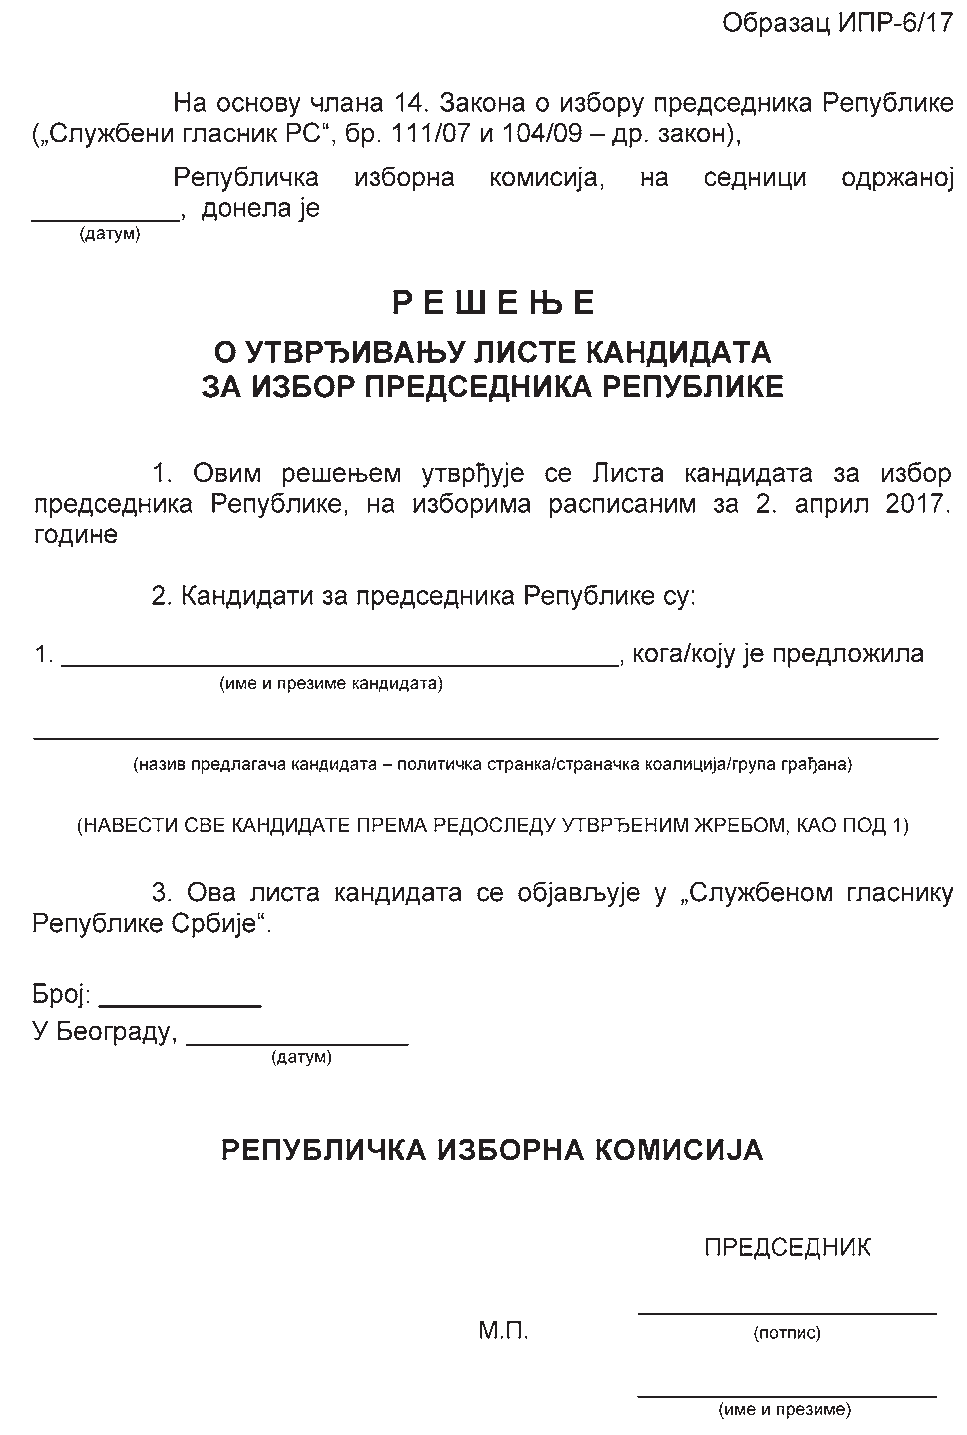 Образац ИПР-6/17
На основу члана 14. Закона о избору председника Републике
(„Службени гласник РС“, бр. 111/07 и 104/09 – др. закон),
Републичка изборна комисија, на седници одржаној
___________, донела је
(датум)
Р Е Ш Е Њ Е
О УТВРЂИВАЊУ ЛИСТЕ КАНДИДАТА
ЗА ИЗБОР ПРЕДСЕДНИКА РЕПУБЛИКЕ
1. Овим решењем утврђује се Листа кандидата за избор
председника Републике, на изборима расписаним за 2. април 2017.
године
2. Кандидати за председника Републике су:
1. ________________________________________, кога/коју је предложила
(име и презиме кандидата)
(назив предлагача кандидата – политичка странка/страначка коалиција/група грађана)
(НАВЕСТИ СВЕ КАНДИДАТЕ ПРЕМА РЕДОСЛЕДУ УТВРЂЕНИМ ЖРЕБОМ, КАО ПОД 1)
3. Ова листа кандидата се објављује у „Службеном гласнику
Републике Србије“.
Број: ___________
У Београду, _______________
(датум)
РЕПУБЛИЧКА ИЗБОРНА КОМИСИЈА
ПРЕДСЕДНИК
М.П.
(потпис)
(име и презиме)